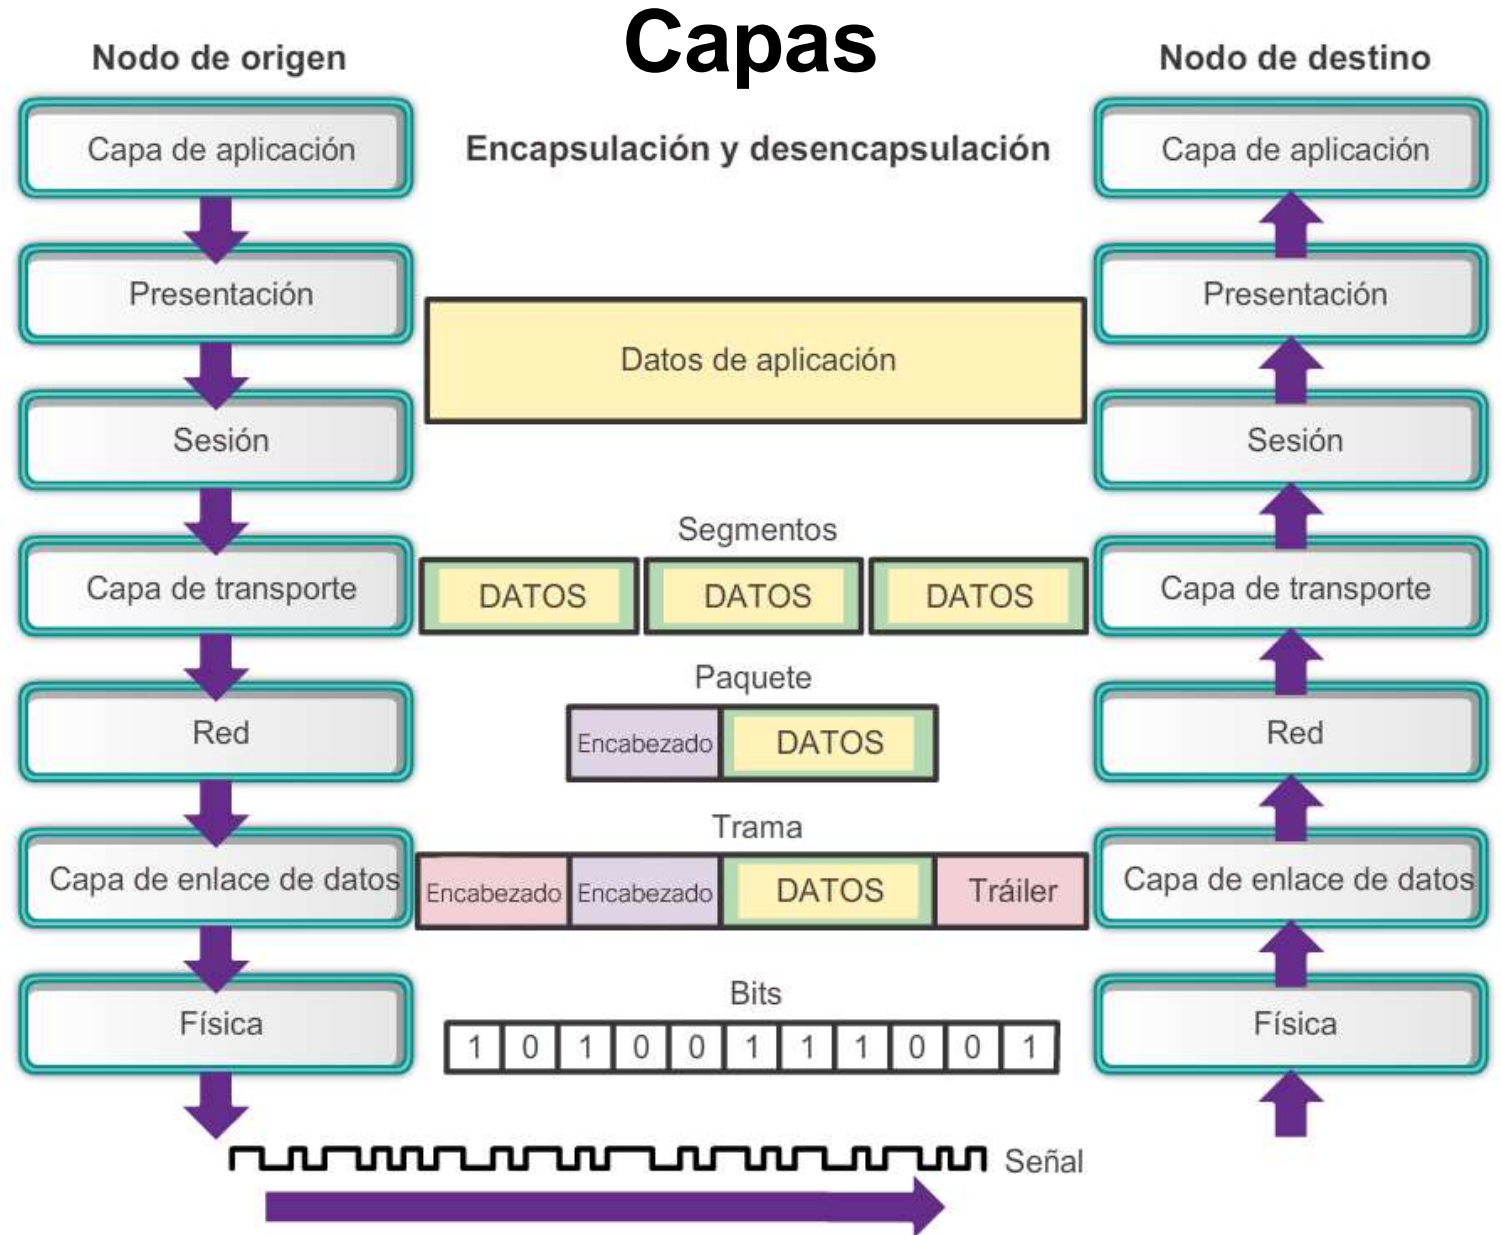 Capas
Nodo de origen
Nodo de destino
Encapsulación y desencapsulación
Capa de aplicación
Presentación
Sesión
Capa de transporte
Red
Capa de enlace de datos
Física
Datos de aplicación
Segmentos
DATOS DATOS DATOS
Paquete
Encabezado DATOS
Trama
Encabezado Encabezado DATOS Tráiler
Bits
1 0 1 0 0 1 1 1 0 0 1
Señal
Capa de aplicación
Presentación
Sesión
Capa de transporte
Red
Capa de enlace de datos
Física